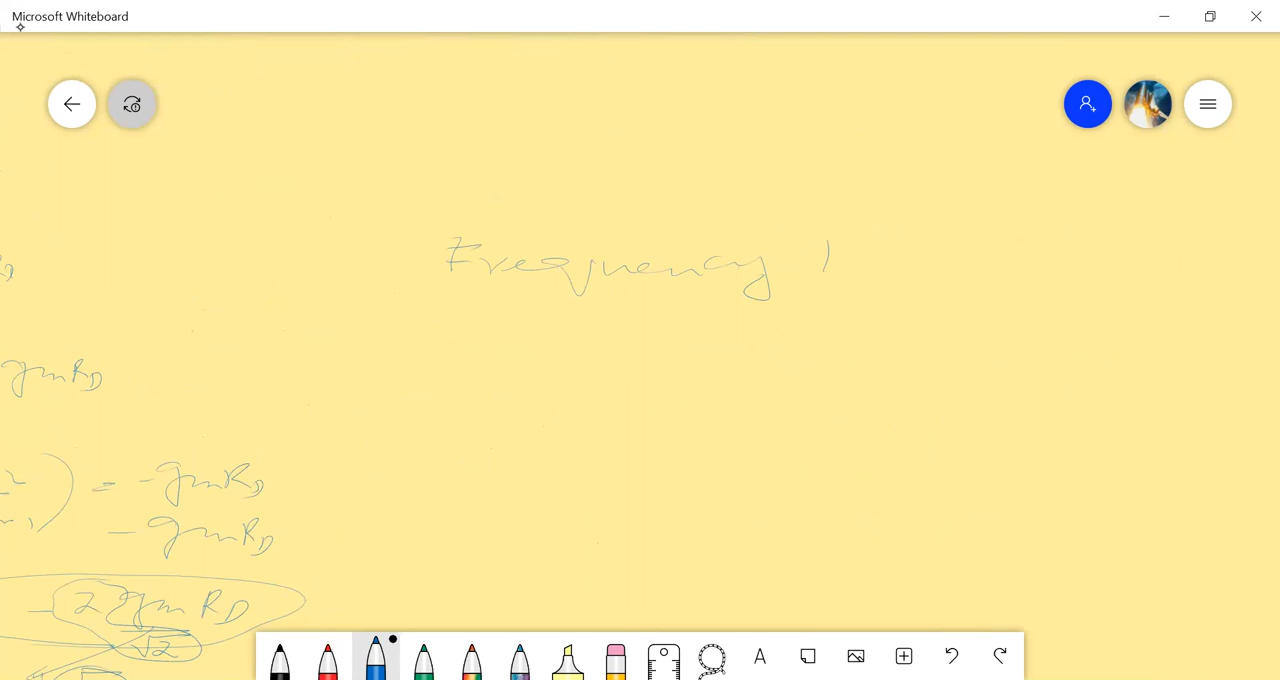 Microsoft Whiteboard
Frequency
gmRD
= -gmRD
- gmRD
- 2gmRD
√2
A